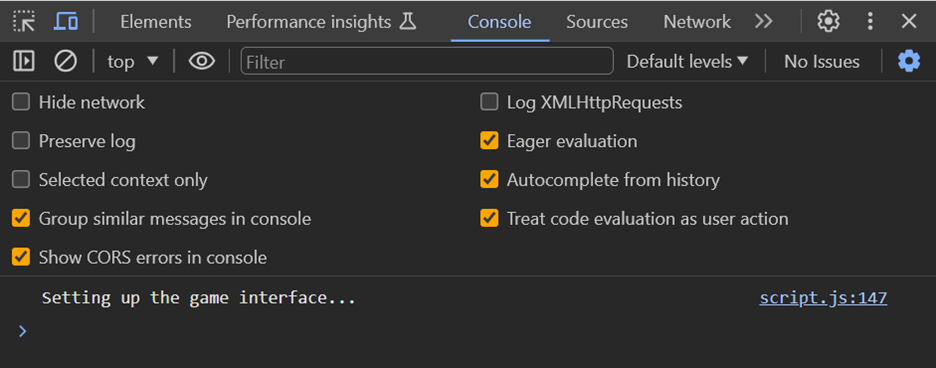 Elements Performance insights Console Sources Network
top Filter Default levels No Issues
Hide network Log XMLHttpRequests
Preserve log Eager evaluation
Selected context only Autocomplete from history
Group similar messages in console Treat code evaluation as user action
Show CORS errors in console
Setting up the game interface... script.js:147